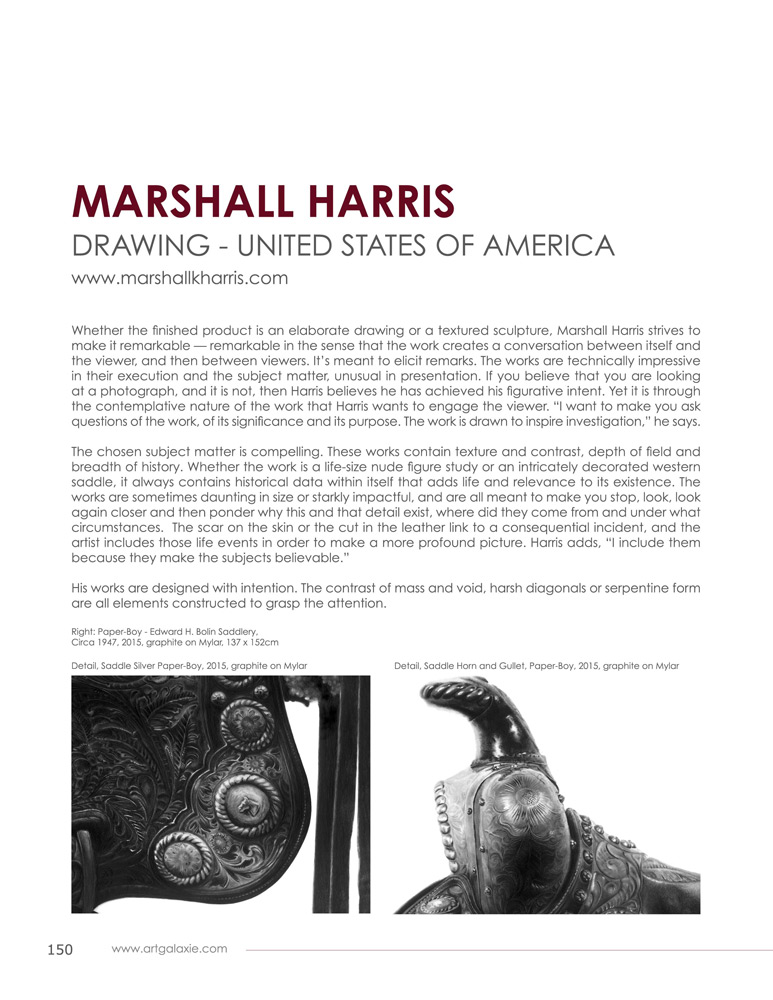 MARSHALL HARRIS
DRAWING - UNITED STATES OF AMERICA
www.marshallkharris.com
Whether the finished product is an elaborate drawing or a textured sculpture, Marshall Harris strives to
make it remarkable — remarkable in the sense that the work creates a conversation between itself and
the viewer, and then between viewers. It’s meant to elicit remarks. The works are technically impressive
in their execution and the subject matter, unusual in presentation. If you believe that you are looking
at a photograph, and it is not, then Harris believes he has achieved his figurative intent. Yet it is through
the contemplative nature of the work that Harris wants to engage the viewer. “I want to make you ask
questions of the work, of its significance and its purpose. The work is drawn to inspire investigation,” he says.
The chosen subject matter is compelling. These works contain texture and contrast, depth of field and
breadth of history. Whether the work is a life-size nude figure study or an intricately decorated western
saddle, it always contains historical data within itself that adds life and relevance to its existence. The
works are sometimes daunting in size or starkly impactful, and are all meant to make you stop, look, look
again closer and then ponder why this and that detail exist, where did they come from and under what
circumstances.  The scar on the skin or the cut in the leather link to a consequential incident, and the
artist includes those life events in order to make a more profound picture. Harris adds, “I include them
because they make the subjects believable.”
His works are designed with intention. The contrast of mass and void, harsh diagonals or serpentine form
are all elements constructed to grasp the attention.
Right: Paper-Boy - Edward H. Bolin Saddlery,
Circa 1947, 2015, graphite on Mylar, 137 x 152cm
Detail, Saddle Silver Paper-Boy, 2015, graphite on Mylar
Detail, Saddle Horn and Gullet, Paper-Boy, 2015, graphite on Mylar
150
www.artgalaxie.com